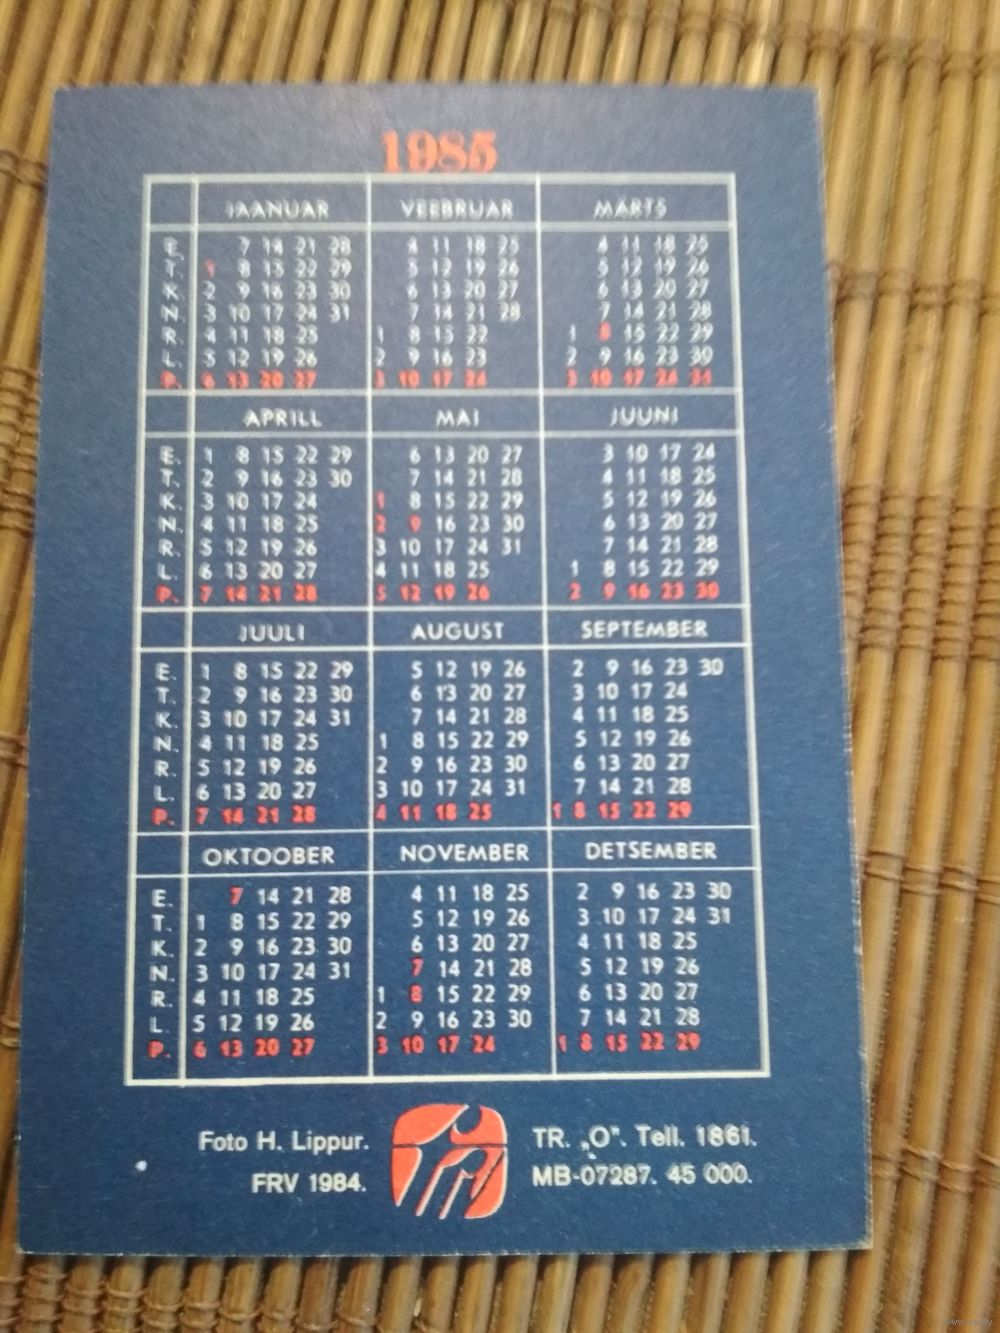 1985
JAANUAR VEEBRUAR MÄRTS
E. 7 14 21 28 4 11 18 25 4 11 18 25
T. 1 8 15 22 29 5 12 19 26 5 12 19 26
K. 2 9 16 23 30 6 13 20 27 6 13 20 27
N. 3 10 17 24 31 7 14 21 28 7 14 21 28
R. 4 11 18 25 1 8 15 22 1 8 15 22 29
L. 5 12 19 26 2 9 16 23 2 9 16 23 30
P. 6 13 20 27 3 10 17 24 3 10 17 24 31
APRILL MAI JUUNI
E. 1 8 15 22 29 6 13 20 27 3 10 17 24
T. 2 9 16 23 30 7 14 21 28 4 11 18 25
K. 3 10 17 24 1 8 15 22 29 5 12 19 26
N. 4 11 18 25 2 9 16 23 30 6 13 20 27
R. 5 12 19 26 3 10 17 24 31 7 14 21 28
L. 6 13 20 27 4 11 18 25 1 8 15 22 29
P. 7 14 21 28 5 12 19 26 2 9 16 23 30
JUULI AUGUST SEPTEMBER
E. 1 8 15 22 29 5 12 19 26 2 9 16 23 30
T. 2 9 16 23 30 6 13 20 27 3 10 17 24
K. 3 10 17 24 31 7 14 21 28 4 11 18 25
N. 4 11 18 25 1 8 15 22 29 5 12 19 26
R. 5 12 19 26 2 9 16 23 30 6 13 20 27
L. 6 13 20 27 3 10 17 24 31 7 14 21 28
P. 7 14 21 28 4 11 18 25 1 8 15 22 29
OKTOOBER NOVEMBER DETSEMBER
E. 7 14 21 28 4 11 18 25 2 9 16 23 30
T. 1 8 15 22 29 5 12 19 26 3 10 17 24 31
K. 2 9 16 23 30 6 13 20 27 4 11 18 25
N. 3 10 17 24 31 7 14 21 28 5 12 19 26
R. 4 11 18 25 1 8 15 22 29 6 13 20 27
L. 5 12 19 26 2 9 16 23 30 7 14 21 28
P. 6 13 20 27 3 10 17 24 1 8 15 22 29
Foto H. Lippur. TR. „O". Tell. 1861.
FRV 1984. MB-07287. 45 000.